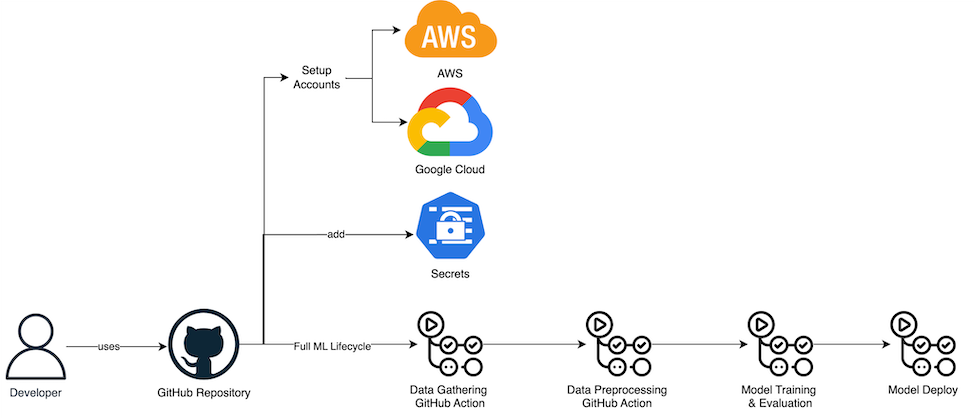 AWS
AWS
Setup
Accounts
Google Cloud
add
Secrets
uses
Full ML Lifecycle
Developer
GitHub Repository
Data Gathering
GitHub Action
Data Preprocessing
GitHub Action
Model Training
& Evaluation
Model Deploy